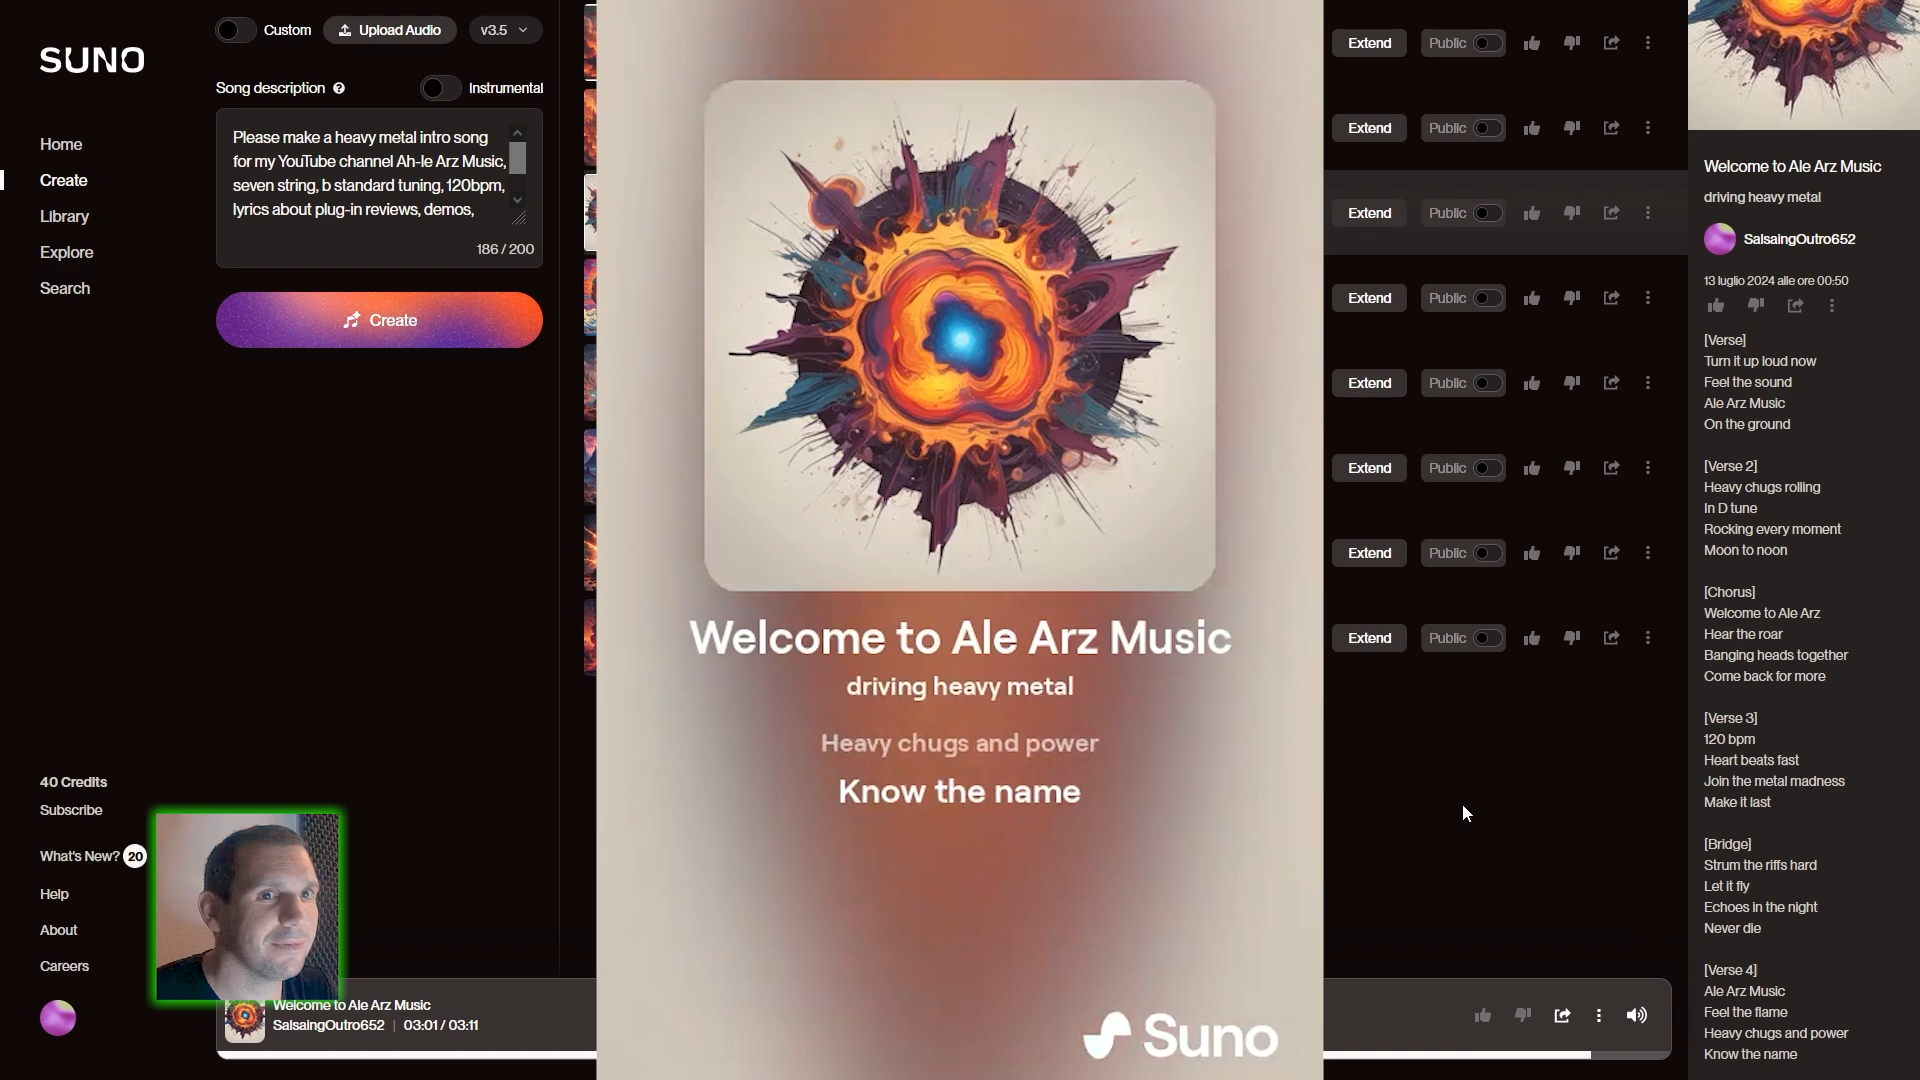 SUNO
Home
Create
Library
Explore
Search
40 Credits
Subscribe
What's New? 20
Help
About
Careers
Custom
Upload Audio
v3.5
Song description
Instrumental
Please make a heavy metal intro song
for my YouTube channel Ah-le Arz Music,
seven string, b standard tuning, 120bpm,
lyrics about plug-in reviews, demos,
186 / 200
Create
Welcome to Ale Arz Music
driving heavy metal
Heavy chugs and power
Know the name
Suno
Extend Public
Extend Public
Extend Public
Extend Public
Extend Public
Extend Public
Extend Public
Extend Public
Welcome to Ale Arz Music
SalsaingOutro652 | 03:01 / 03:11
Welcome to Ale Arz Music
driving heavy metal
SalsaingOutro652
13 luglio 2024 alle ore 00:50
[Verse]
Turn it up loud now
Feel the sound
Ale Arz Music
On the ground
[Verse 2]
Heavy chugs rolling
In D tune
Rocking every moment
Moon to noon
[Chorus]
Welcome to Ale Arz
Hear the roar
Banging heads together
Come back for more
[Verse 3]
120 bpm
Heart beats fast
Join the metal madness
Make it last
[Bridge]
Strum the riffs hard
Let it fly
Echoes in the night
Never die
[Verse 4]
Ale Arz Music
Feel the flame
Heavy chugs and power
Know the name